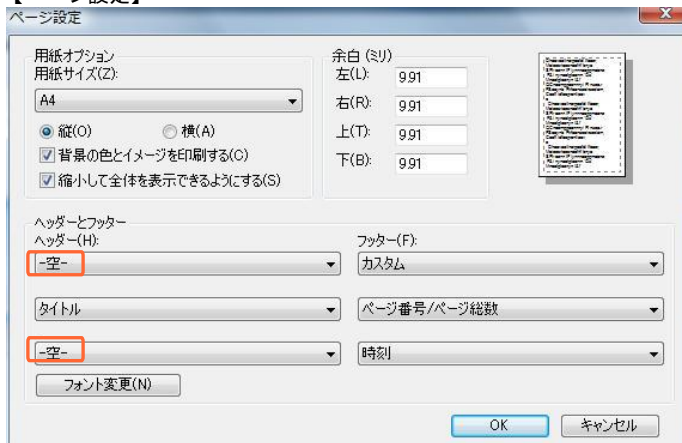 ページ設定
用紙オプション
用紙サイズ(Z):
A4
縦(O) 横(A)
背景の色とイメージを印刷する(C)
縮小して全体を表示できるようにする(S)
余白 (ミリ)
左(L): 9.91
右(R): 9.91
上(T): 9.91
下(B): 9.91
ヘッダーとフッター
ヘッダー(H): フッター(F):
-空- カスタム
タイトル ページ番号/ページ総数
-空- 時刻
フォント変更(N)
OK キャンセル